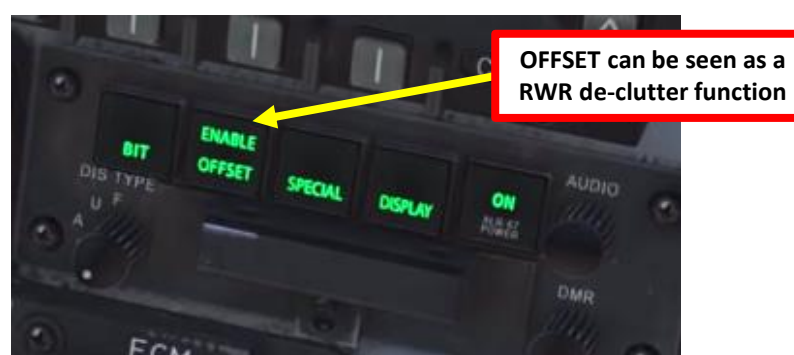 OFFSET can be seen as a
RWR de-clutter function
ENABLE
BIT
OFFSET
SPECIAL
DISPLAY
ON
ALR-67
POWER
AUDIO
DIS TYPE
U F
A
DMR
ECM